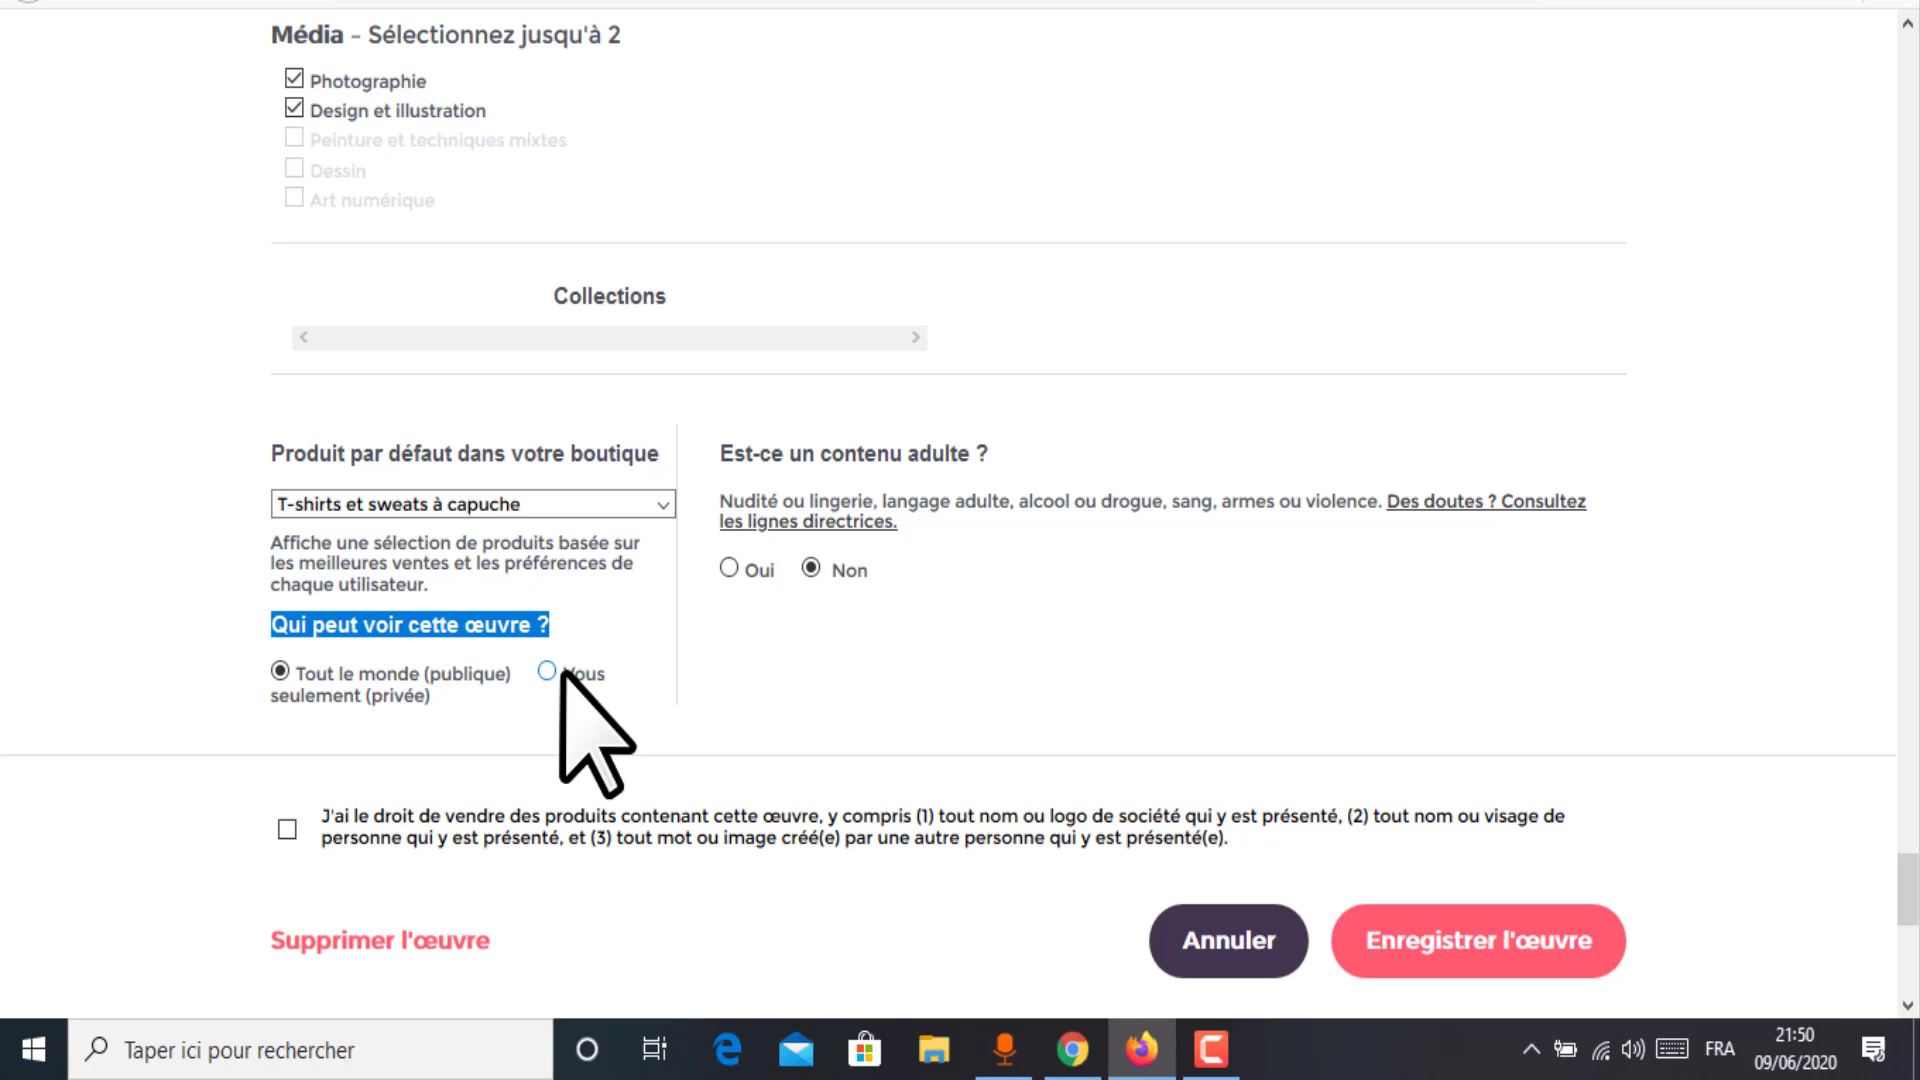 Média - Sélectionnez jusqu'à 2
Photographie
Design et illustration
Peinture et techniques mixtes
Dessin
Art numérique
Collections
Produit par défaut dans votre boutique
T-shirts et sweats à capuche
Affiche une sélection de produits basée sur
les meilleures ventes et les préférences de
chaque utilisateur.
Qui peut voir cette œuvre ?
Tout le monde (publique) Vous
seulement (privée)
Est-ce un contenu adulte ?
Nudité ou lingerie, langage adulte, alcool ou drogue, sang, armes ou violence. Des doutes ? Consultez
les lignes directrices.
Oui Non
J'ai le droit de vendre des produits contenant cette œuvre, y compris (1) tout nom ou logo de société qui y est présenté, (2) tout nom ou visage de
personne qui y est présenté, et (3) tout mot ou image créé(e) par une autre personne qui y est présenté(e).
Supprimer l'œuvre
Annuler
Enregistrer l'œuvre
Taper ici pour rechercher
FRA
21:50
09/06/2020